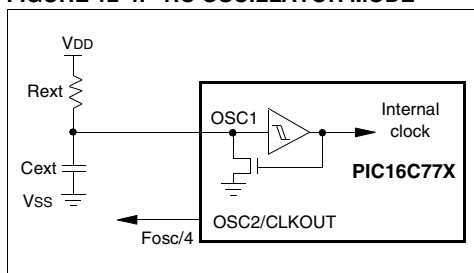 FIGURE 12-4: RC OSCILLATOR MODE
VDD
Rext
OSC1
Internal
clock
Cext
PIC16C77X
VSS
OSC2/CLKOUT
Fosc/4